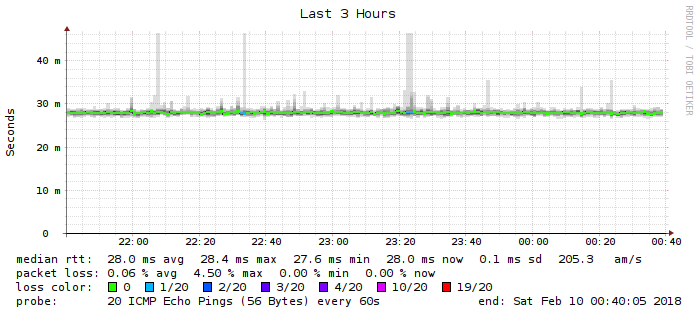 Last 3 Hours
RRDTOOL / TOBI OETIKER
Seconds
40 m
30 m
20 m
10 m
0
22:00 22:20 22:40 23:00 23:20 23:40 00:00 00:20 00:40
median rtt: 28.0 ms avg 28.4 ms max 27.6 ms min 28.0 ms now 0.1 ms sd 205.3 am/s
packet loss: 0.06 % avg 4.50 % max 0.00 % min 0.00 % now
loss color: 0 1/20 2/20 3/20 4/20 10/20 19/20
probe: 20 ICMP Echo Pings (56 Bytes) every 60s end: Sat Feb 10 00:40:05 2018